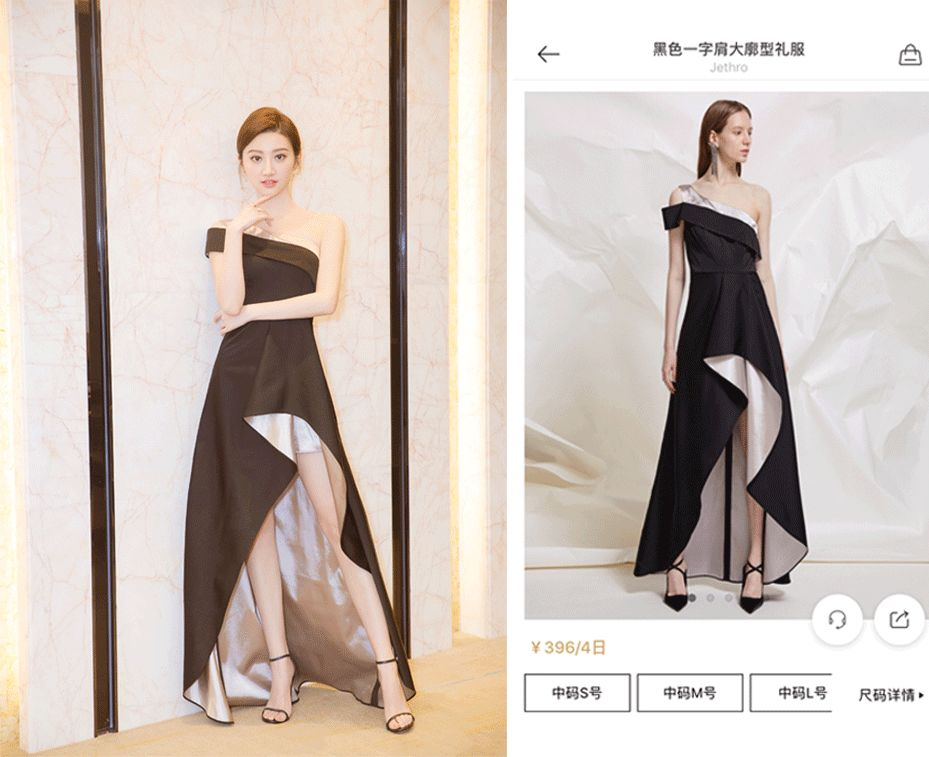 黑色一字肩大廓型礼服
Jethro
¥396/4日
中码S号
中码M号
中码L号
尺码详情▸